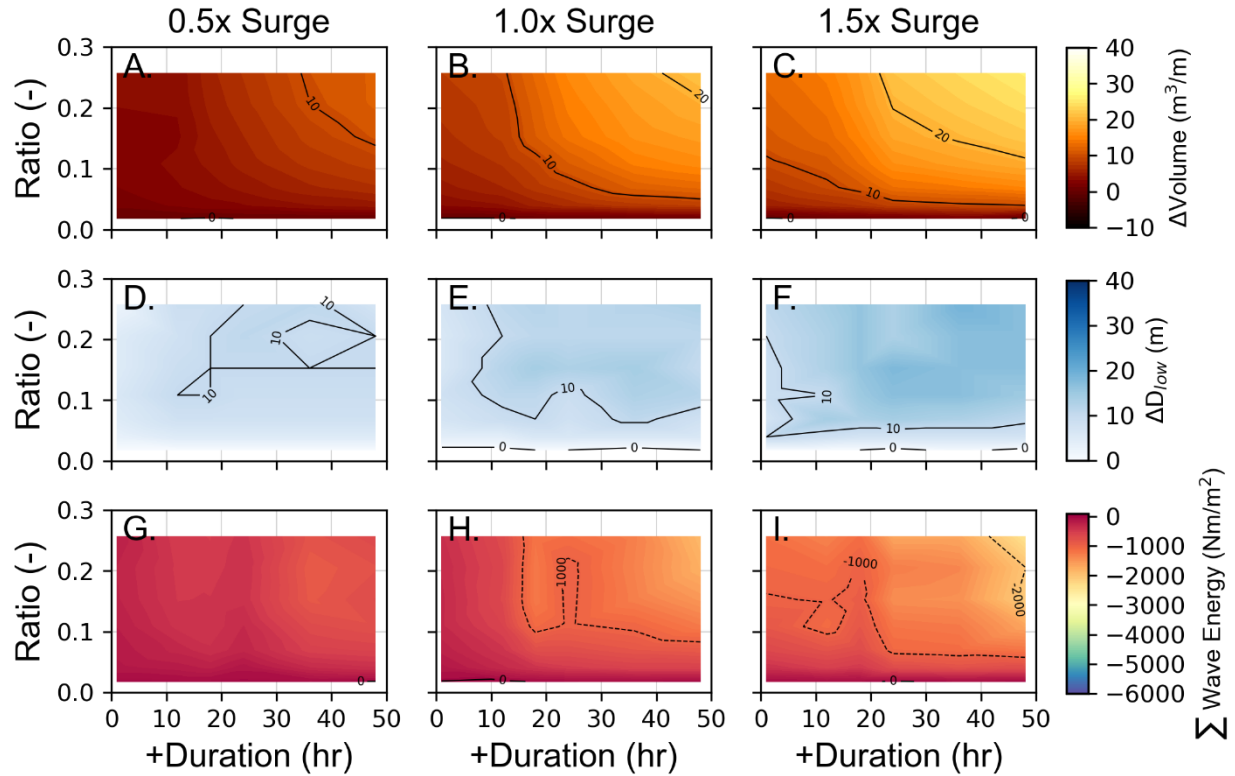 0.5x Surge 1.0x Surge 1.5x Surge
0.3 A. B. C. 40
0.2 10 20 30
Ratio (-) 20 ΔVolume (m³/m)
0.1 10 20 10
10 0
0.0 0 0 0 −10
0.3 D. E. F. 40
10 30
0.2 10
Ratio (-) 20 ΔD_low (m)
0.1 10 10 10 10
10
0.0 0 0 0 0 0
0.3 G. H. I. 0
−1000
0.2 1000 -1000 -2000 −2000
Ratio (-) −3000 ∑ Wave Energy (Nm/m²)
0.1 −4000
−5000
0.0 0 0 0 −6000
0 10 20 30 40 50 0 10 20 30 40 50 0 10 20 30 40 50
+Duration (hr) +Duration (hr) +Duration (hr)